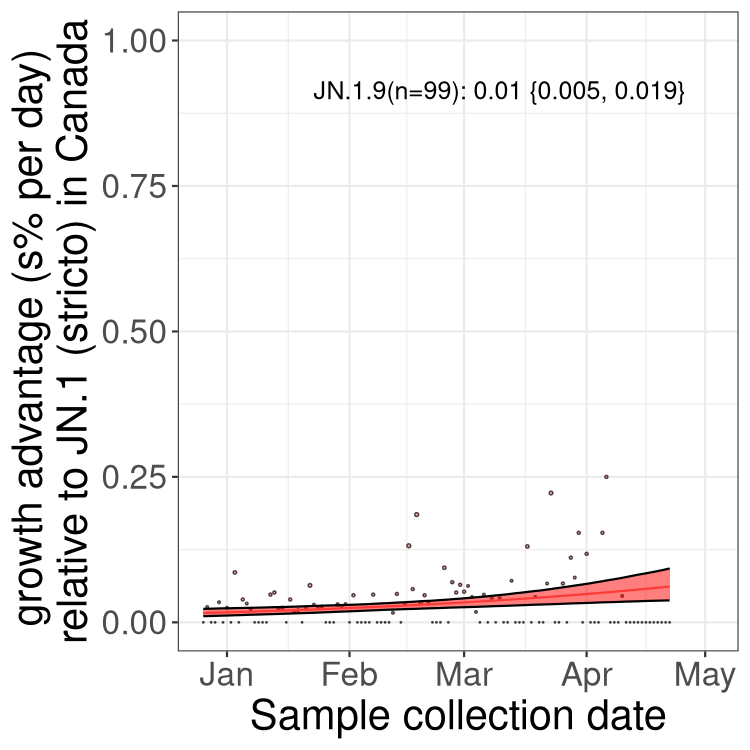 growth advantage (s% per day)
relative to JN.1 (stricto) in Canada
1.00
0.75
0.50
0.25
0.00
JN.1.9(n=99): 0.01 {0.005, 0.019}
Jan Feb Mar Apr May
Sample collection date